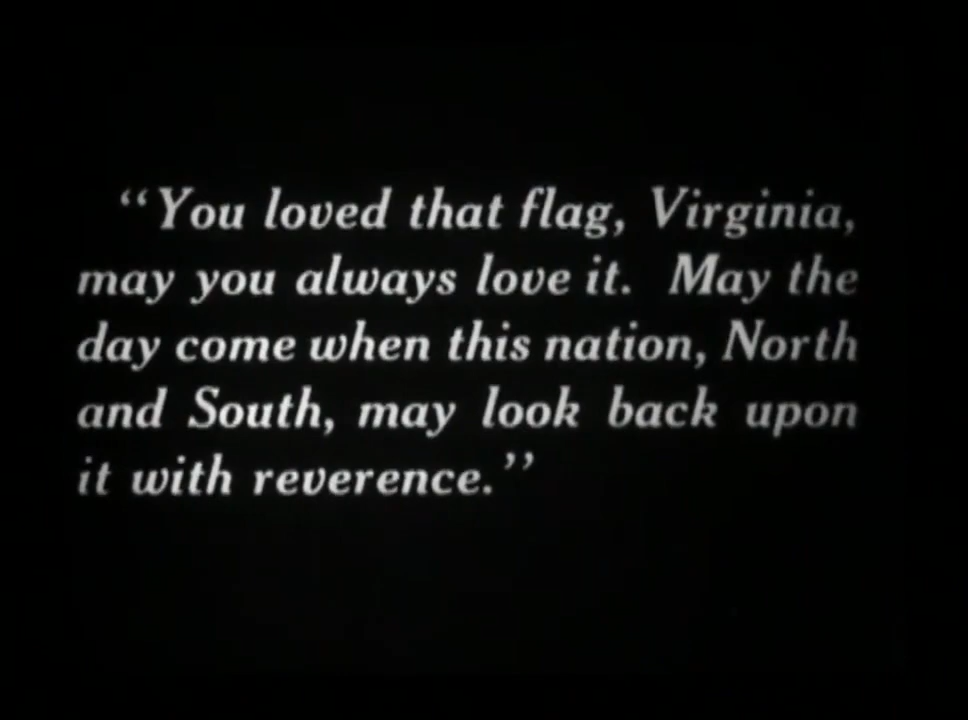 “You loved that flag, Virginia,
may you always love it. May the
day come when this nation, North
and South, may look back upon
it with reverence.”